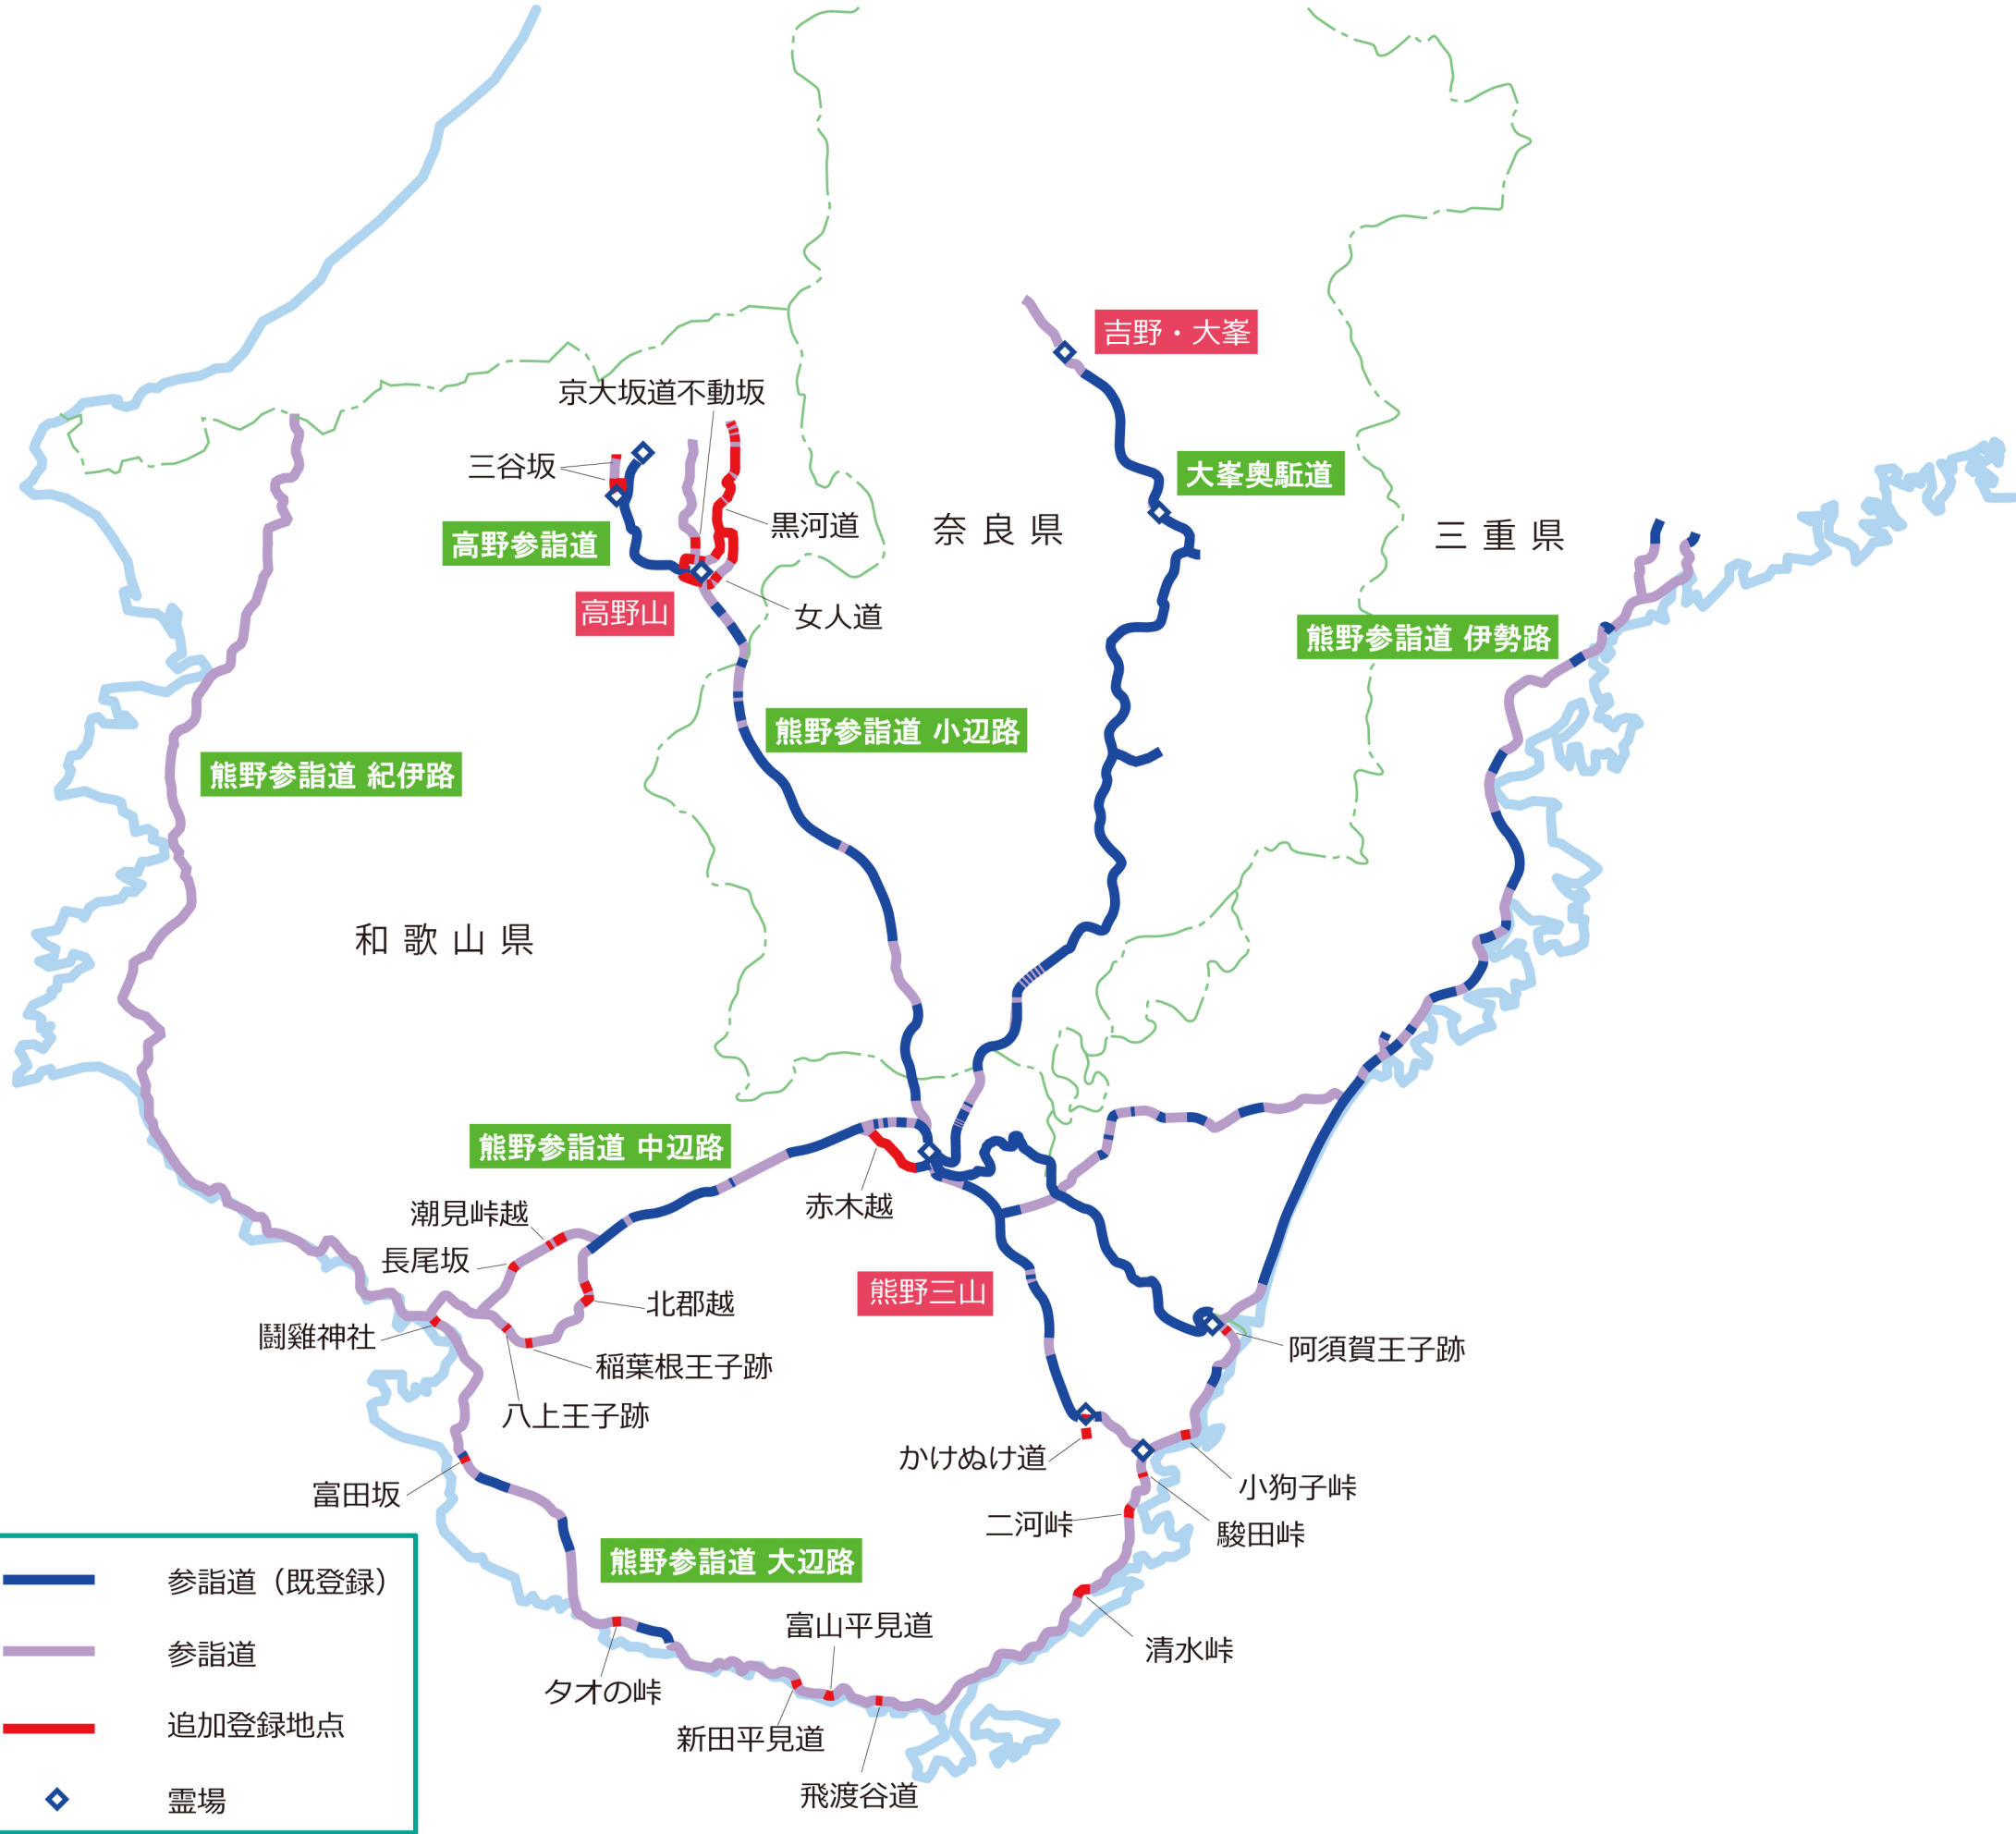 吉野・大峯
京大坂道不動坂
三谷坂
大峯奥駈道
黒河道
奈良県
三重県
高野参詣道
高野山
女人道
熊野参詣道 伊勢路
熊野参詣道 小辺路
熊野参詣道 紀伊路
和歌山県
熊野参詣道 中辺路
赤木越
潮見峠越
長尾坂
熊野三山
北郡越
闘雞神社
阿須賀王子跡
稲葉根王子跡
八上王子跡
かけぬけ道
小狗子峠
富田坂
二河峠
駿田峠
熊野参詣道 大辺路
富山平見道
清水峠
タオの峠
新田平見道
飛渡谷道
参詣道（既登録）
参詣道
追加登録地点
霊場